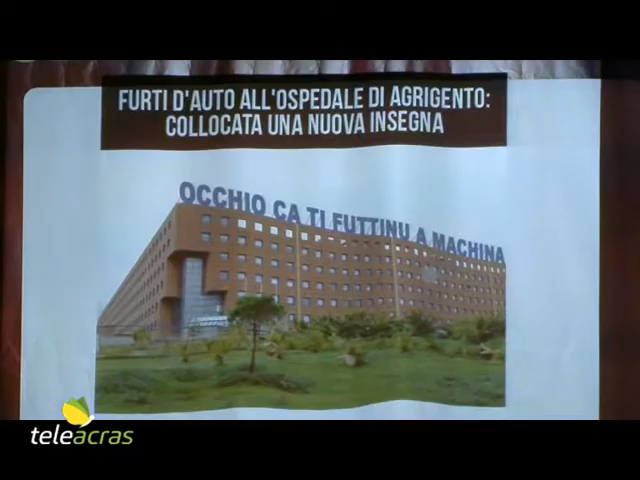 FURTI D'AUTO ALL'OSPEDALE DI AGRIGENTO:
COLLOCATA UNA NUOVA INSEGNA
OCCHIO CA TI FUTTINU A MACHINA
teleacras